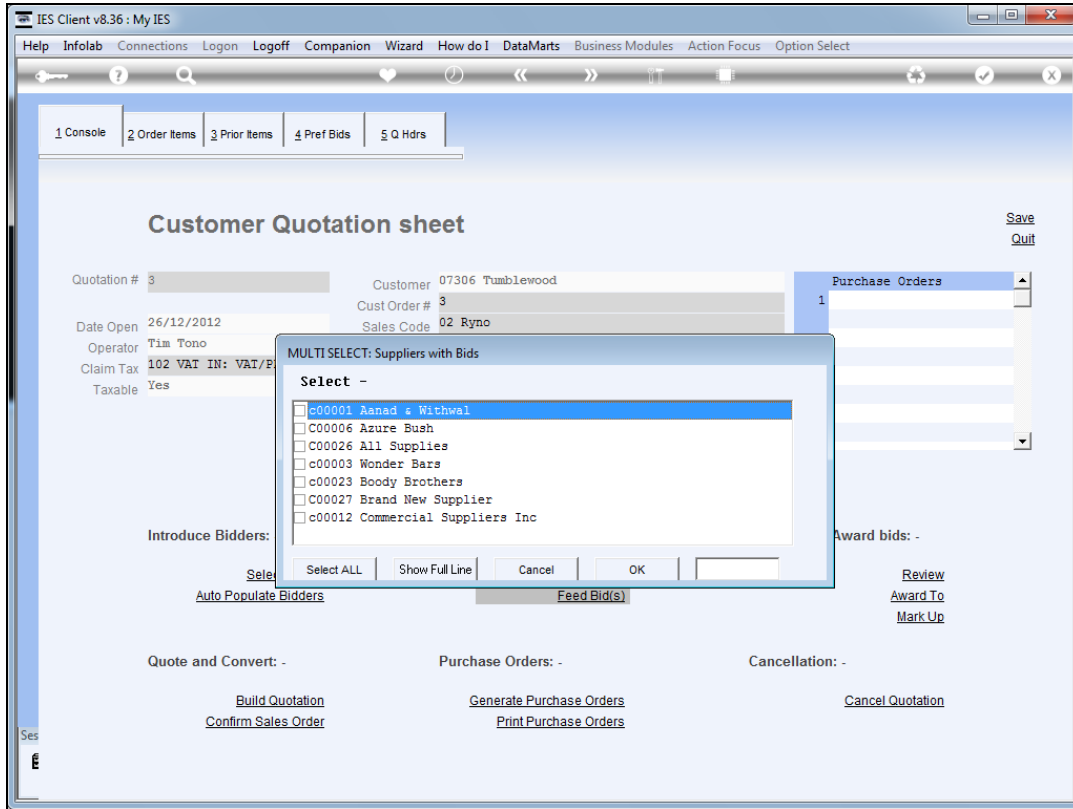 IES Client v8.36 : My IES
Help Infolab Connections Logon Logoff Companion Wizard How do I DataMarts Business Modules Action Focus Option Select
1 Console 2 Order Items 3 Prior Items 4 Pref Bids 5 Q Hdrs
Customer Quotation sheet
Save
Quit
Quotation # 3
Customer 07306 Tumblewood
Purchase Orders
Cust Order # 3
1
Date Open 26/12/2012
Sales Code 02 Ryno
Operator Tim Tono
Claim Tax 102 VAT IN: VAT/P
Taxable Yes
MULTI SELECT: Suppliers with Bids
Select -
c00001 Aanad & Withwal
C00006 Azure Bush
C00026 All Supplies
c00003 Wonder Bars
c00023 Boody Brothers
C00027 Brand New Supplier
c00012 Commercial Suppliers Inc
Select ALL Show Full Line Cancel OK
Introduce Bidders:
Award bids: -
Sele
Review
Auto Populate Bidders
Feed Bid(s)
Award To
Mark Up
Quote and Convert: -
Purchase Orders: -
Cancellation: -
Build Quotation
Generate Purchase Orders
Cancel Quotation
Confirm Sales Order
Print Purchase Orders
Ses